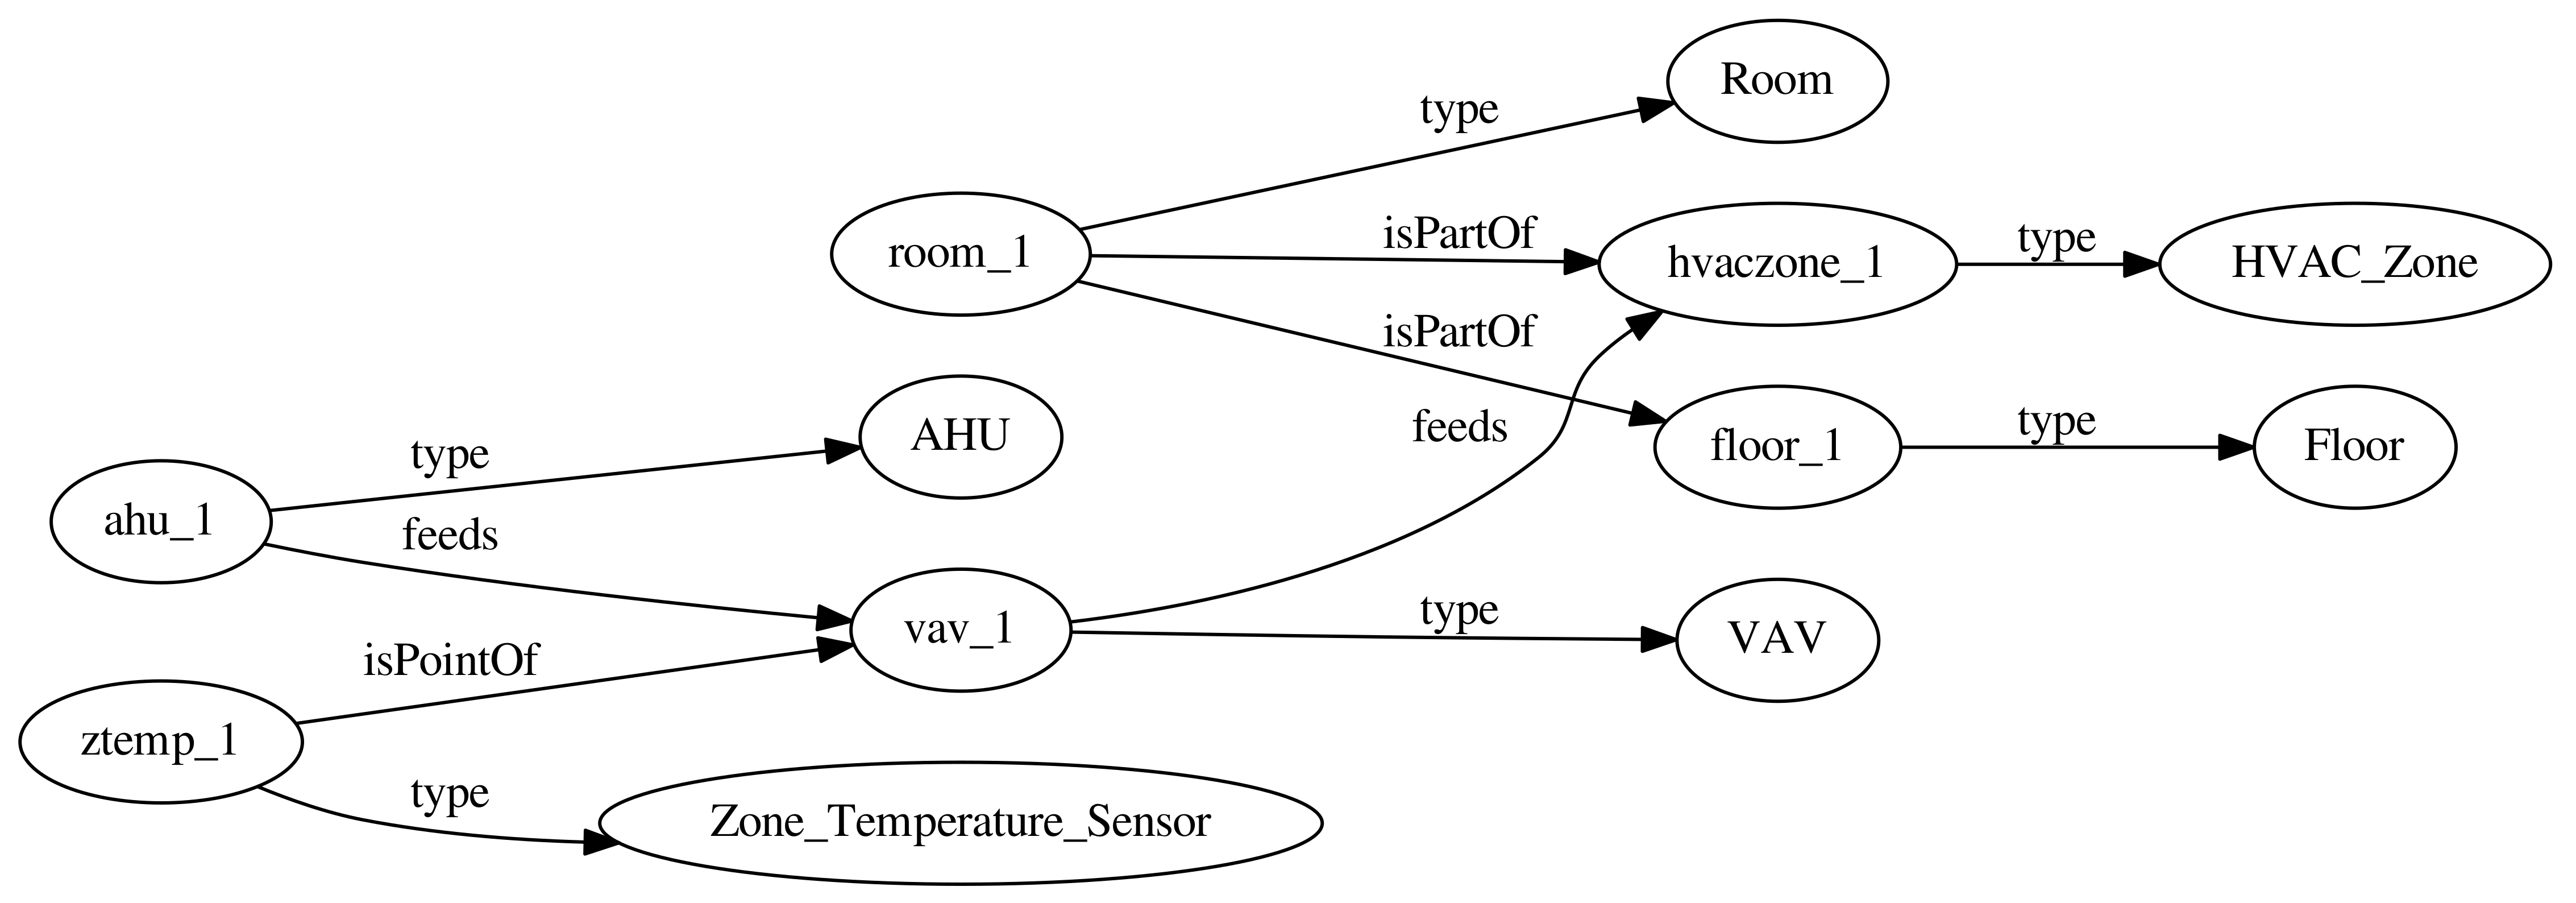 Room
type
room_1
isPartOf
hvaczone_1
type
HVAC_Zone
isPartOf
AHU
feeds
floor_1
type
Floor
ahu_1
type
feeds
vav_1
type
VAV
isPointOf
ztemp_1
type
Zone_Temperature_Sensor